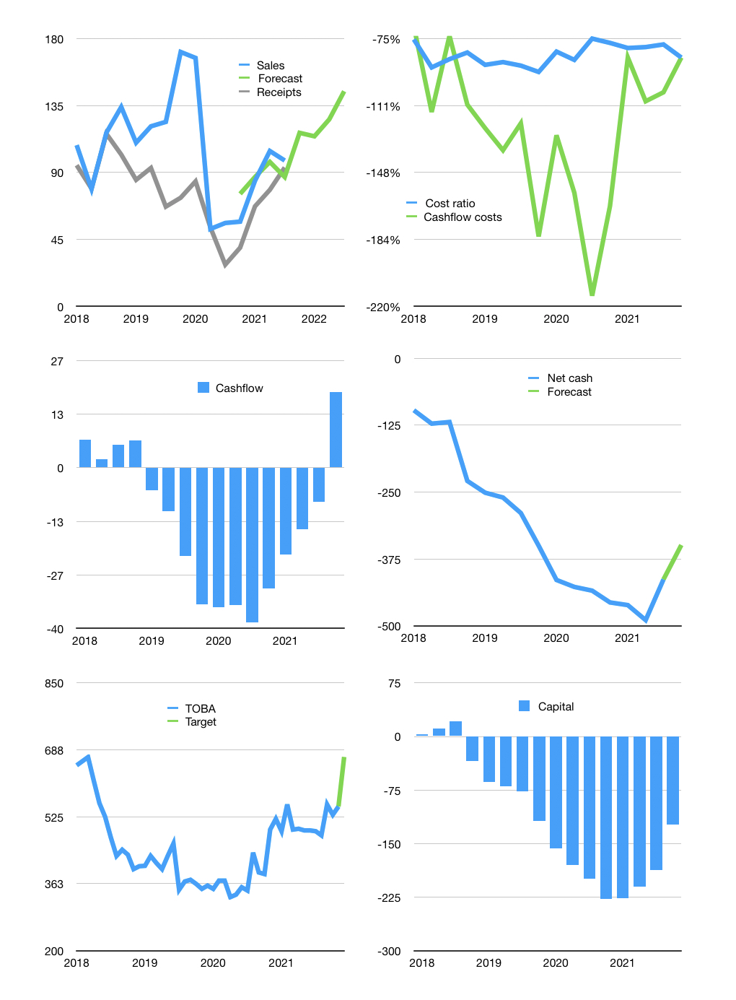 180
Sales
Forecast
Receipts
135
90
45
0
2018 2019 2020 2021 2022
-75%
-111%
-148%
Cost ratio
Cashflow costs
-184%
-220%
2018 2019 2020 2021
27
Cashflow
13
0
-13
-27
-40
2018 2019 2020 2021
0
Net cash
Forecast
-125
-250
-375
-500
2018 2019 2020 2021
850
TOBA
Target
688
525
363
200
2018 2019 2020 2021
75
Capital
0
-75
-150
-225
-300
2018 2019 2020 2021